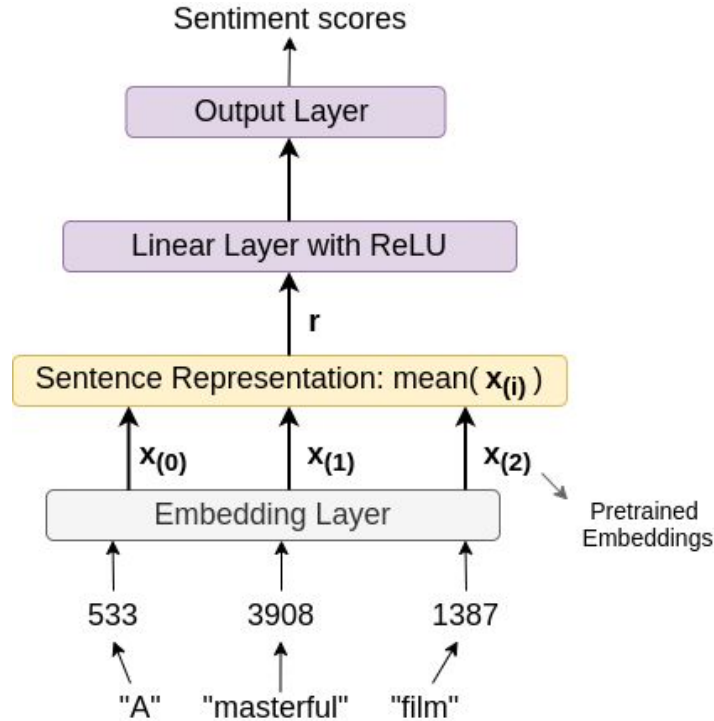 Sentiment scores
Output Layer
Linear Layer with ReLU
r
Sentence Representation: mean( x(i) )
x(0) x(1) x(2)
Embedding Layer
Pretrained
Embeddings
533 3908 1387
"A" "masterful" "film"